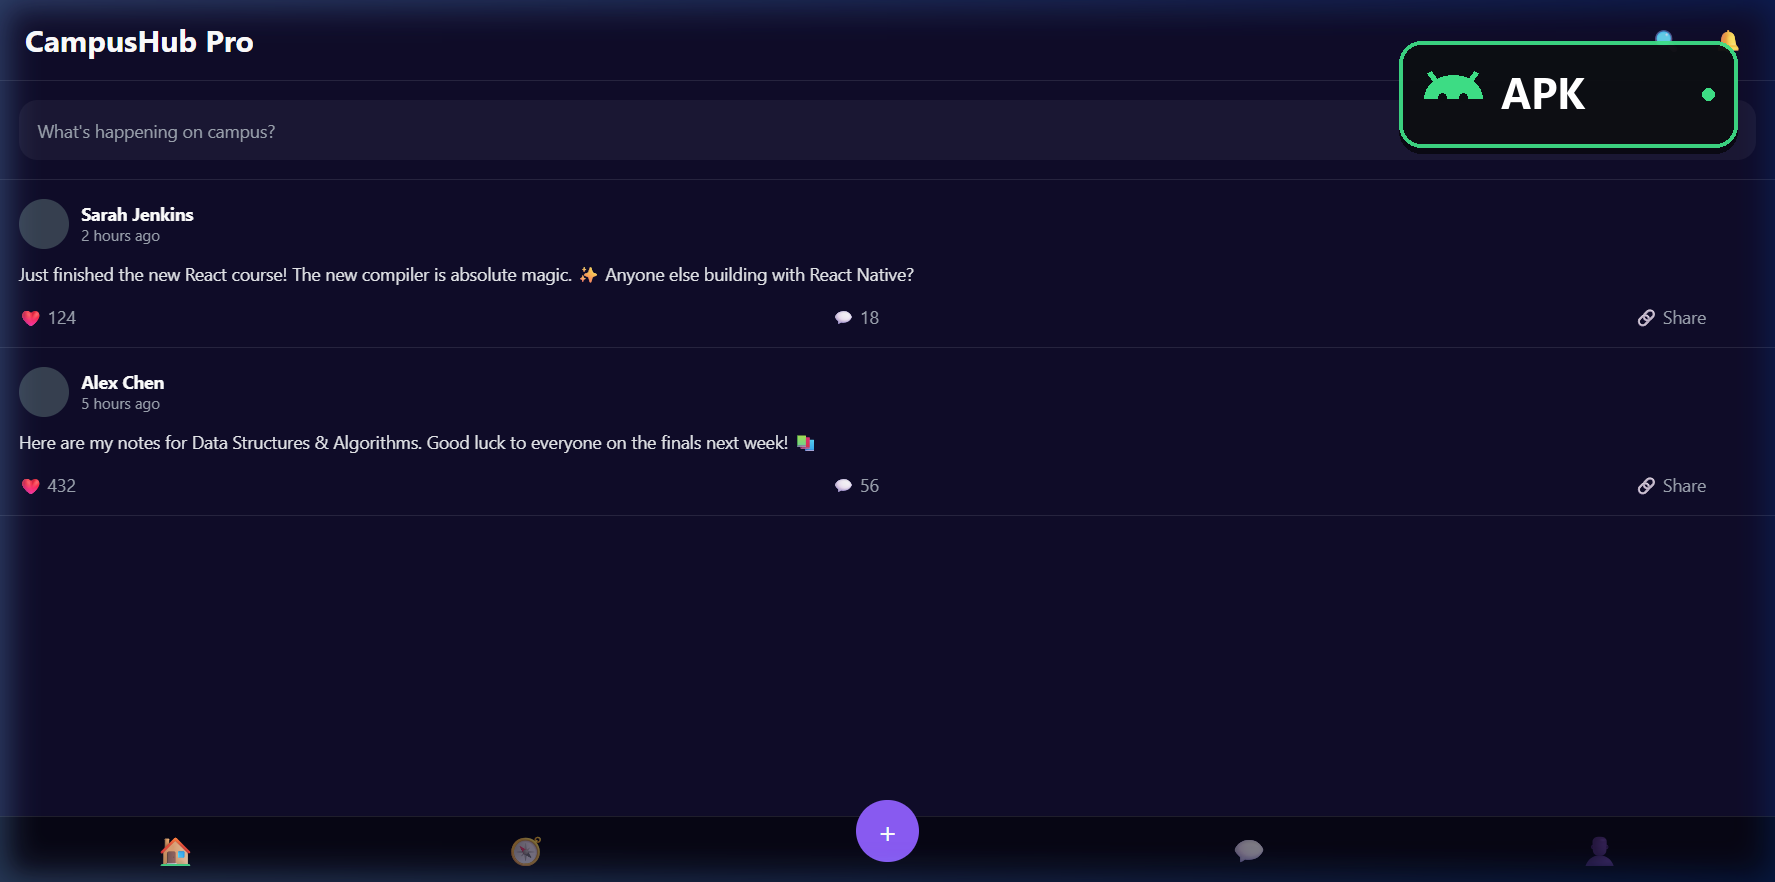 CampusHub Pro
APK
What's happening on campus?
Sarah Jenkins
2 hours ago
Just finished the new React course! The new compiler is absolute magic. ✨ Anyone else building with React Native?
❤️ 124 💬 18 🔗 Share
Alex Chen
5 hours ago
Here are my notes for Data Structures & Algorithms. Good luck to everyone on the finals next week! 📚
❤️ 432 💬 56 🔗 Share
+